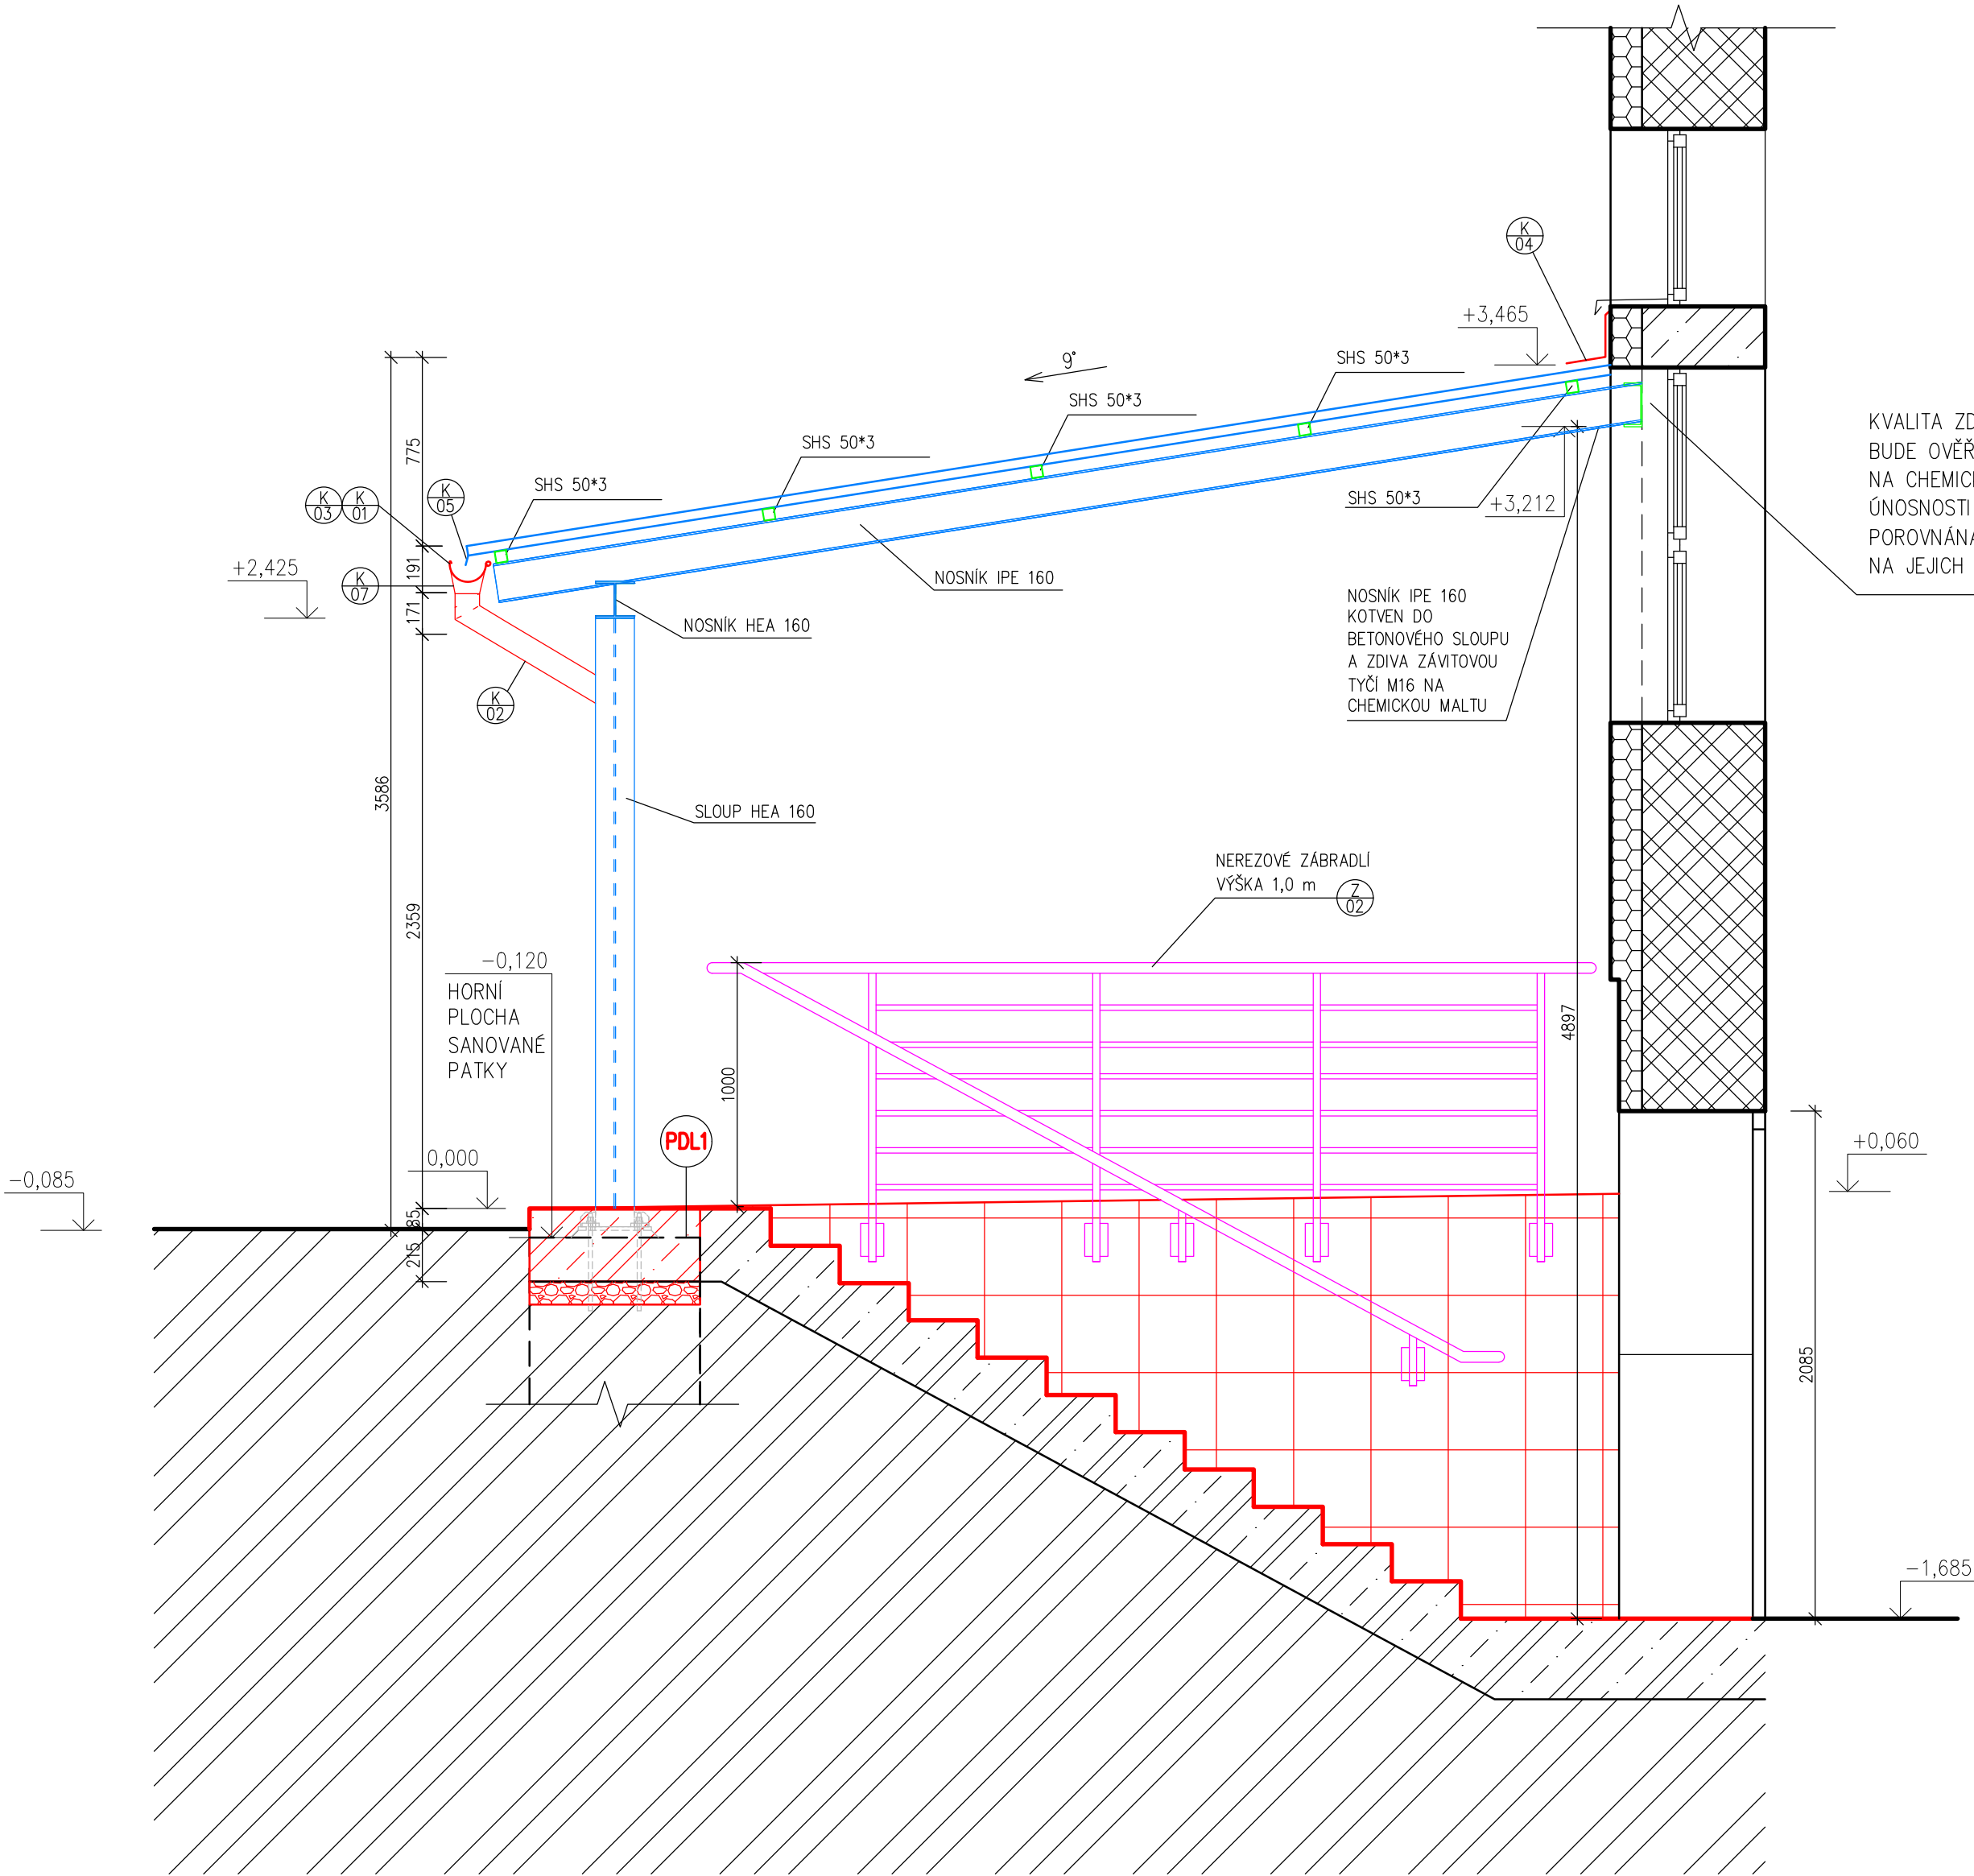 K
04
+3,465
9°
SHS 50*3
SHS 50*3
SHS 50*3
SHS 50*3
SHS 50*3
+3,212
KVALITA ZD
BUDE OVĚŘ
NA CHEMIC
ÚNOSNOSTI
POROVNÁNA
NA JEJICH
775
K
03
K
01
K
05
191
+2,425
K
07
171
NOSNÍK IPE 160
NOSNÍK HEA 160
NOSNÍK IPE 160
KOTVEN DO
BETONOVÉHO SLOUPU
A ZDIVA ZÁVITOVOU
TYČÍ M16 NA
CHEMICKOU MALTU
K
02
3586
SLOUP HEA 160
2359
NEREZOVÉ ZÁBRADLÍ
VÝŠKA 1,0 m
Z
02
-0,120
HORNÍ
PLOCHA
SANOVANÉ
PATKY
4897
1000
PDL1
0,000
-0,085
+0,060
85
215
2085
-1,685